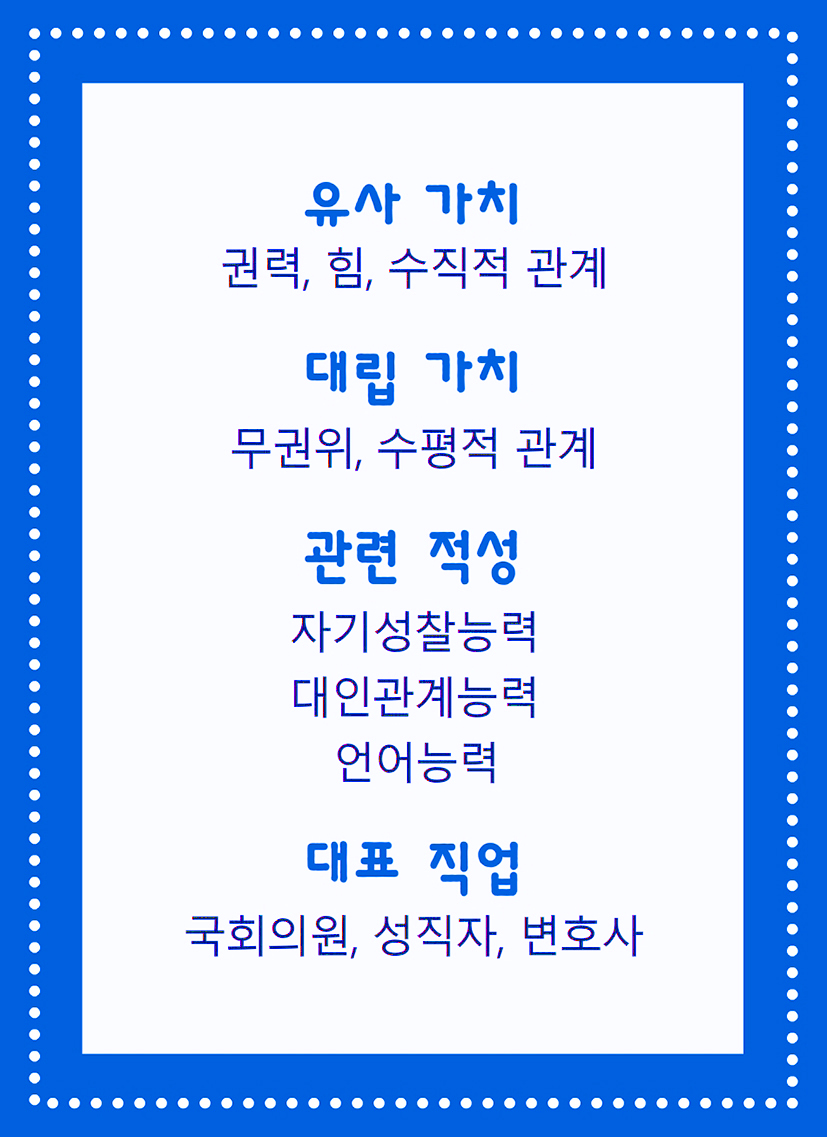 유사 가치
권력, 힘, 수직적 관계
대립 가치
무권위, 수평적 관계
관련 적성
자기성찰능력
대인관계능력
언어능력
대표 직업
국회의원, 성직자, 변호사